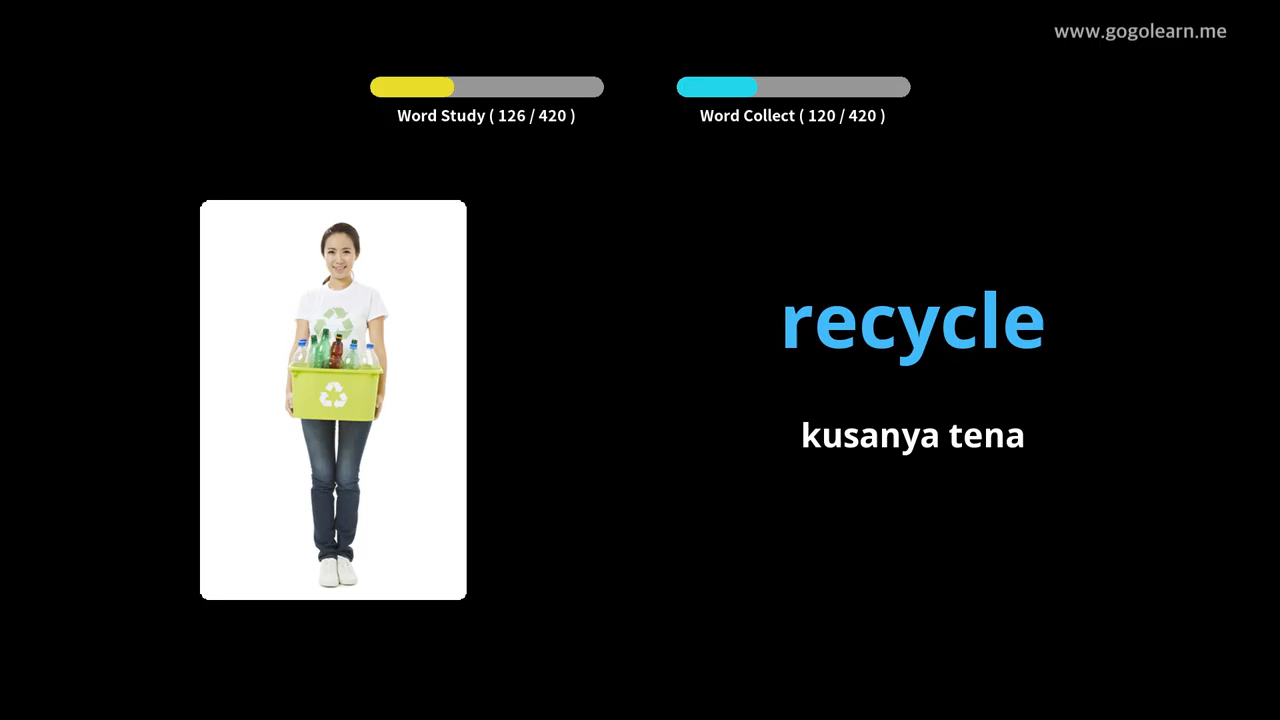 www.gogolearn.me
Word Study ( 126 / 420 )
Word Collect ( 120 / 420 )
recycle
kusanya tena